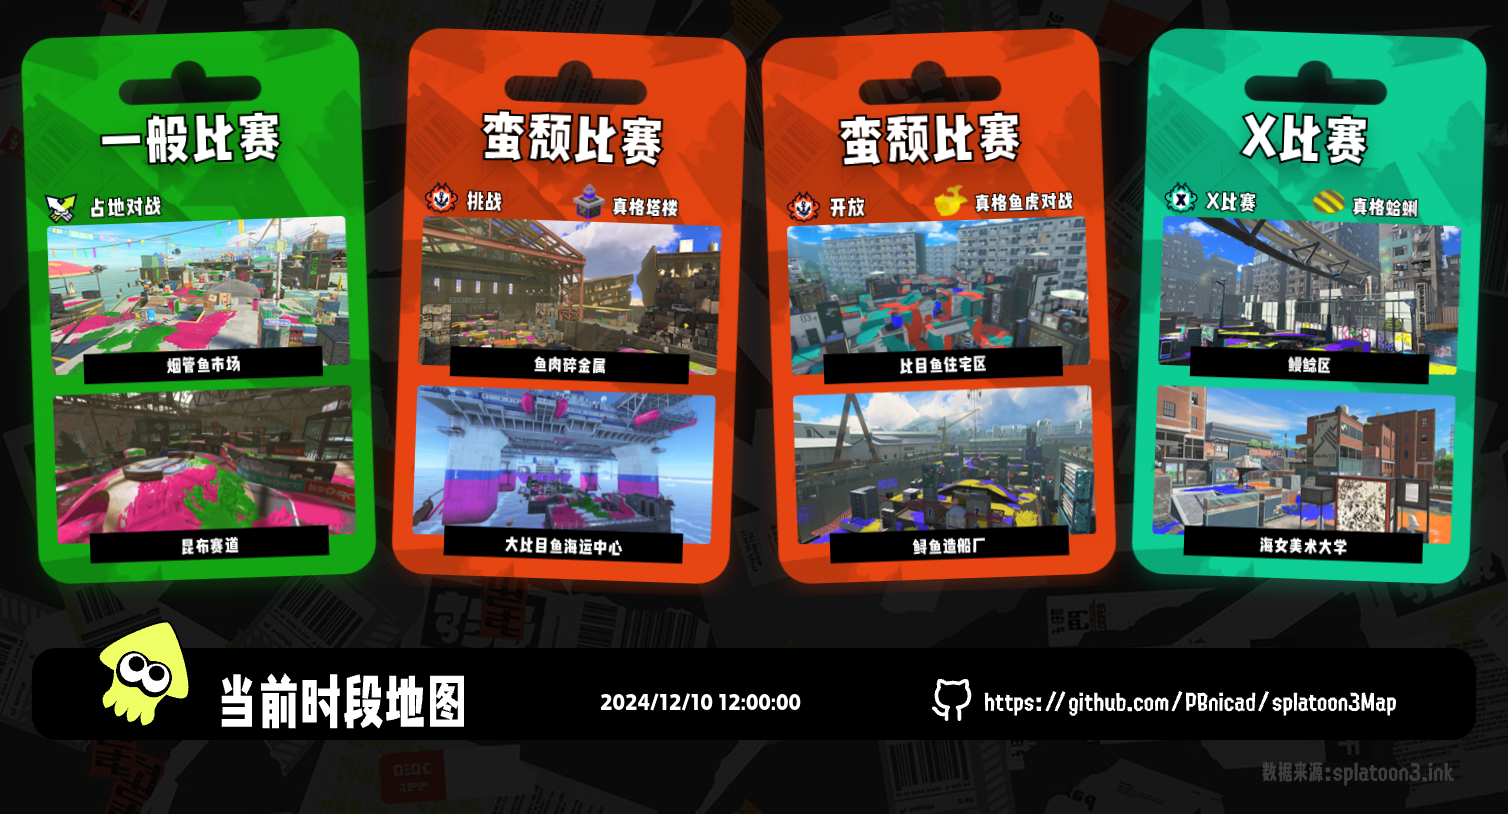 一般比赛
占地对战
烟管鱼市场
昆布赛道
蛮颓比赛
挑战
真格塔楼
鱼肉碎金属
大比目鱼海运中心
蛮颓比赛
开放
真格鱼虎对战
比目鱼住宅区
鲟鱼造船厂
X比赛
X比赛
真格蛤蜊
鳗鲶区
海女美术大学
当前时段地图
2024/12/10 12:00:00
https://github.com/PBnicad/splatoon3Map
数据来源:splatoon3.ink